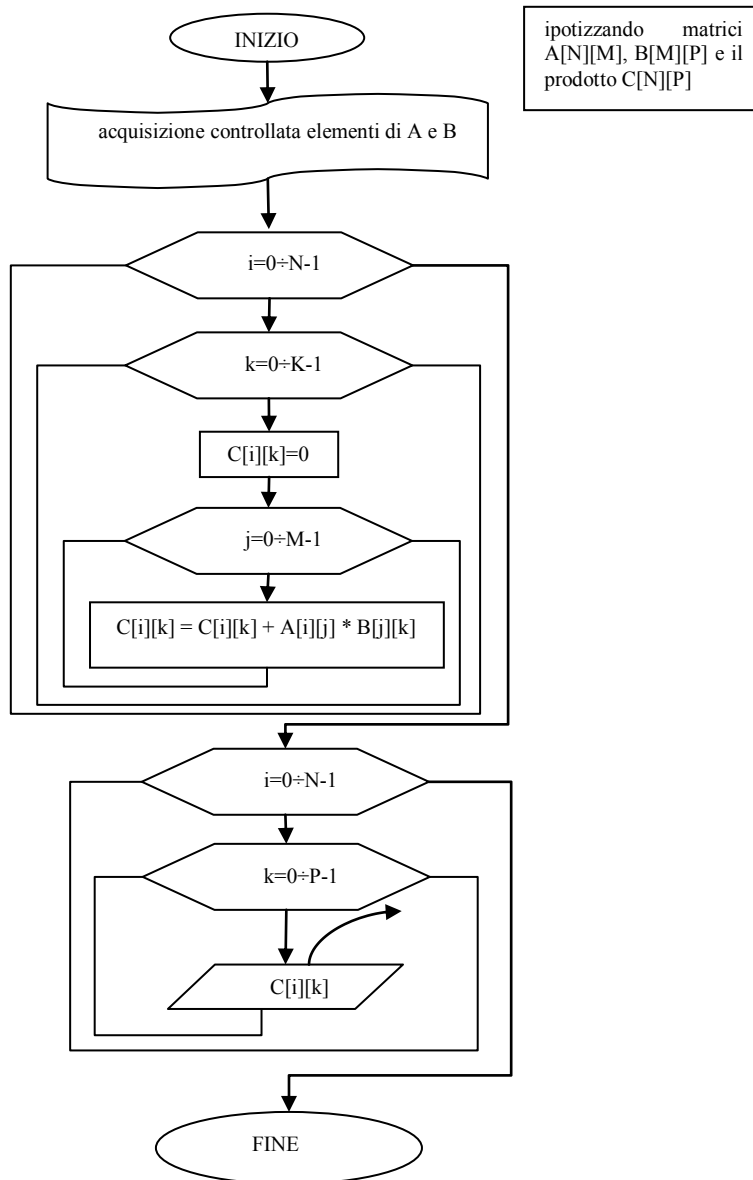 INIZIO
ipotizzando matrici
A[N][M], B[M][P] e il
prodotto C[N][P]
acquisizione controllata elementi di A e B
i=0÷N-1
k=0÷K-1
C[i][k]=0
j=0÷M-1
C[i][k] = C[i][k] + A[i][j] * B[j][k]
i=0÷N-1
k=0÷P-1
C[i][k]
FINE